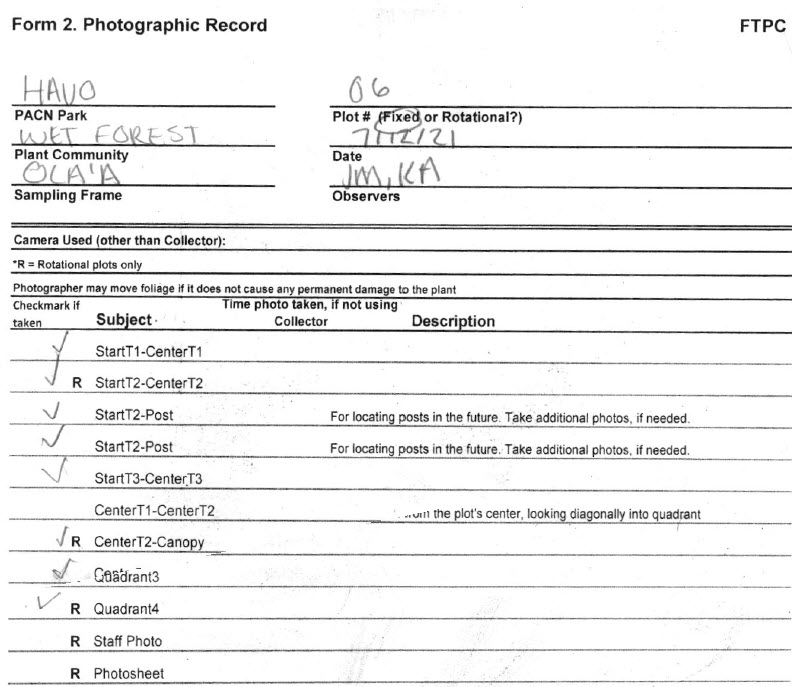 Form 2. Photographic Record FTPC
HAVO 06
PACN Park Plot # (Fixed or Rotational?)
WET FOREST 7/12/21
Plant Community Date
OLA'A JM, KA
Sampling Frame Observers
Camera Used (other than Collector):
*R = Rotational plots only
Photographer may move foliage if it does not cause any permanent damage to the plant
Checkmark if Time photo taken, if not using
taken Subject Collector Description
✓ StartT1-CenterT1
✓ R StartT2-CenterT2
✓ StartT2-Post For locating posts in the future. Take additional photos, if needed.
✓ StartT2-Post For locating posts in the future. Take additional photos, if needed.
✓ StartT3-CenterT3
CenterT1-CenterT2 the plot's center, looking diagonally into quadrant
✓ R CenterT2-Canopy
✓ Quadrant3
✓ R Quadrant4
R Staff Photo
R Photosheet